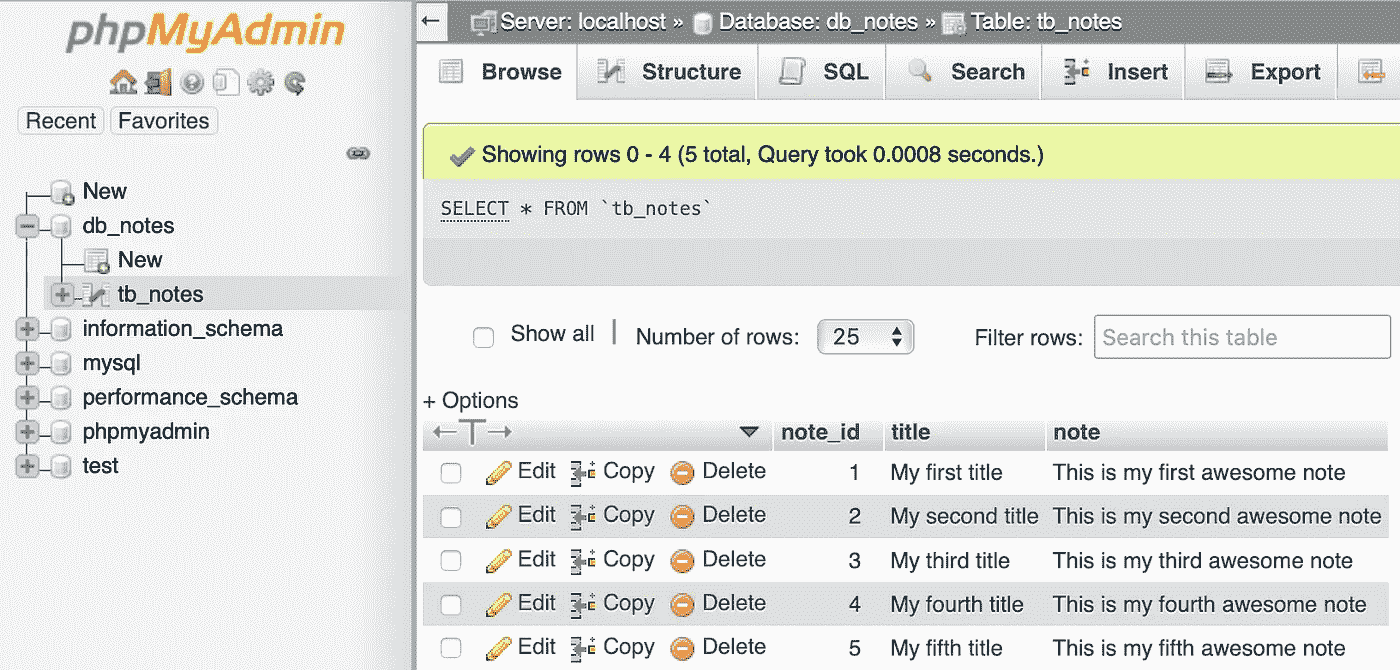 phpMyAdmin
Recent Favorites
New
db_notes
New
tb_notes
information_schema
mysql
performance_schema
phpmyadmin
test
Server: localhost » Database: db_notes » Table: tb_notes
Browse Structure SQL Search Insert Export
Showing rows 0 - 4 (5 total, Query took 0.0008 seconds.)
SELECT * FROM `tb_notes`
Show all | Number of rows: 25 Filter rows: Search this table
+ Options
←T→ note_id title note
Edit Copy Delete 1 My first title This is my first awesome note
Edit Copy Delete 2 My second title This is my second awesome note
Edit Copy Delete 3 My third title This is my third awesome note
Edit Copy Delete 4 My fourth title This is my fourth awesome note
Edit Copy Delete 5 My fifth title This is my fifth awesome note